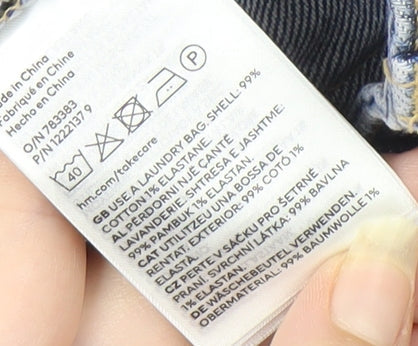 Made in China
Fabriqué en Chine
Hecho en China
O/N 783383
P/N 1222137 9
40
P
hm.com/takecare
GB USE A LAUNDRY BAG. SHELL: 99%
COTTON 1% ELASTANE
AL PËRDORNI NJË ÇANTË
LAVANDERIE. SHTRESA E JASHTME:
99% PAMBUK 1% ELASTAN.
CAT UTILITZEU UNA BOSSA DE
RENTAT. EXTERIOR: 99% COTÓ 1%
ELASTÀ
CZ PERTE V SÁČKU PRO ŠETRNÉ
PRANÍ. SVRCHNÍ LÁTKA: 99% BAVLNA
1% ELASTAN.
DE WÄSCHEBEUTEL VERWENDEN.
OBERMATERIAL: 99% BAUMWOLLE 1%